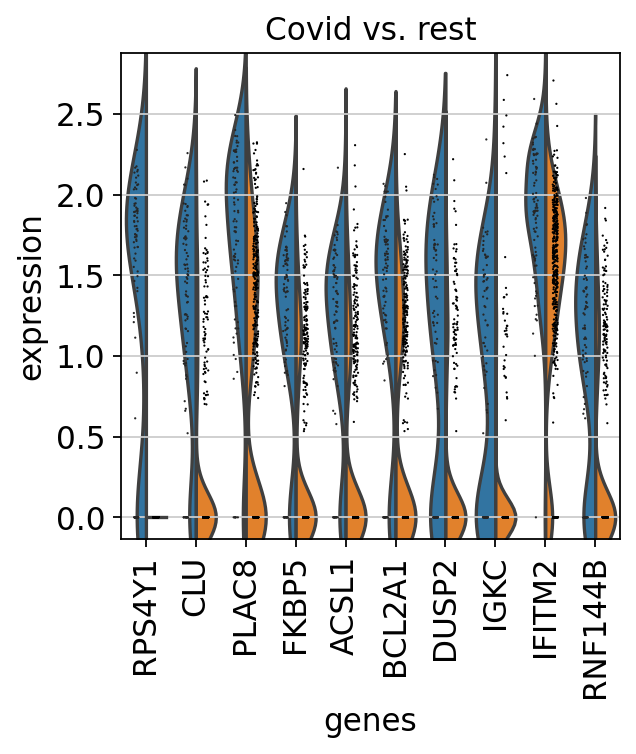 Covid vs. rest
expression
2.5
2.0
1.5
1.0
0.5
0.0
RPS4Y1
CLU
PLAC8
FKBP5
ACSL1
BCL2A1
DUSP2
IGKC
IFITM2
RNF144B
genes